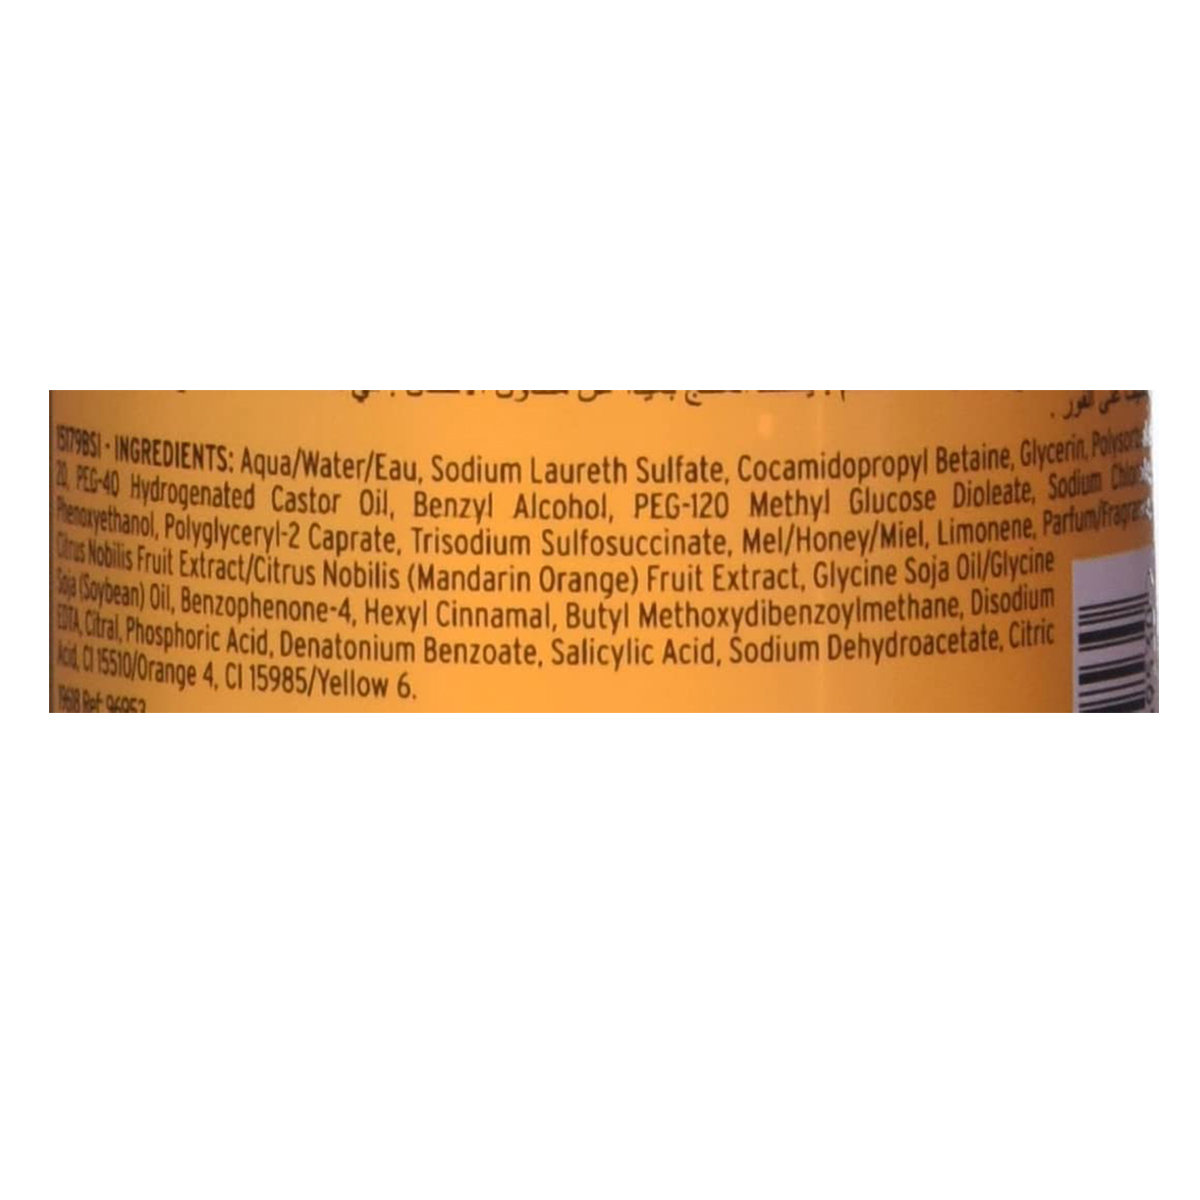 على الفور .
15179BSI - INGREDIENTS: Aqua/Water/Eau, Sodium Laureth Sulfate, Cocamidopropyl Betaine, Glycerin,
20, PEG-40 Hydrogenated Castor Oil, Benzyl Alcohol, PEG-120 Methyl Glucose Dioleate, Sodium
Phenoxyethanol, Polyglyceryl-2 Caprate, Trisodium Sulfosuccinate, Mel/Honey/Miel, Limonene,
Citrus Nobilis Fruit Extract/Citrus Nobilis (Mandarin Orange) Fruit Extract, Glycine Soja Oil/Glycine
Soja (Soybean) Oil, Benzophenone-4, Hexyl Cinnamal, Butyl Methoxydibenzoylmethane, Disodium
EDTA, Citral, Phosphoric Acid, Denatonium Benzoate, Salicylic Acid, Sodium Dehydroacetate, Citric
Acid, CI 15510/Orange 4, CI 15985/Yellow 6.
Ref: 96953